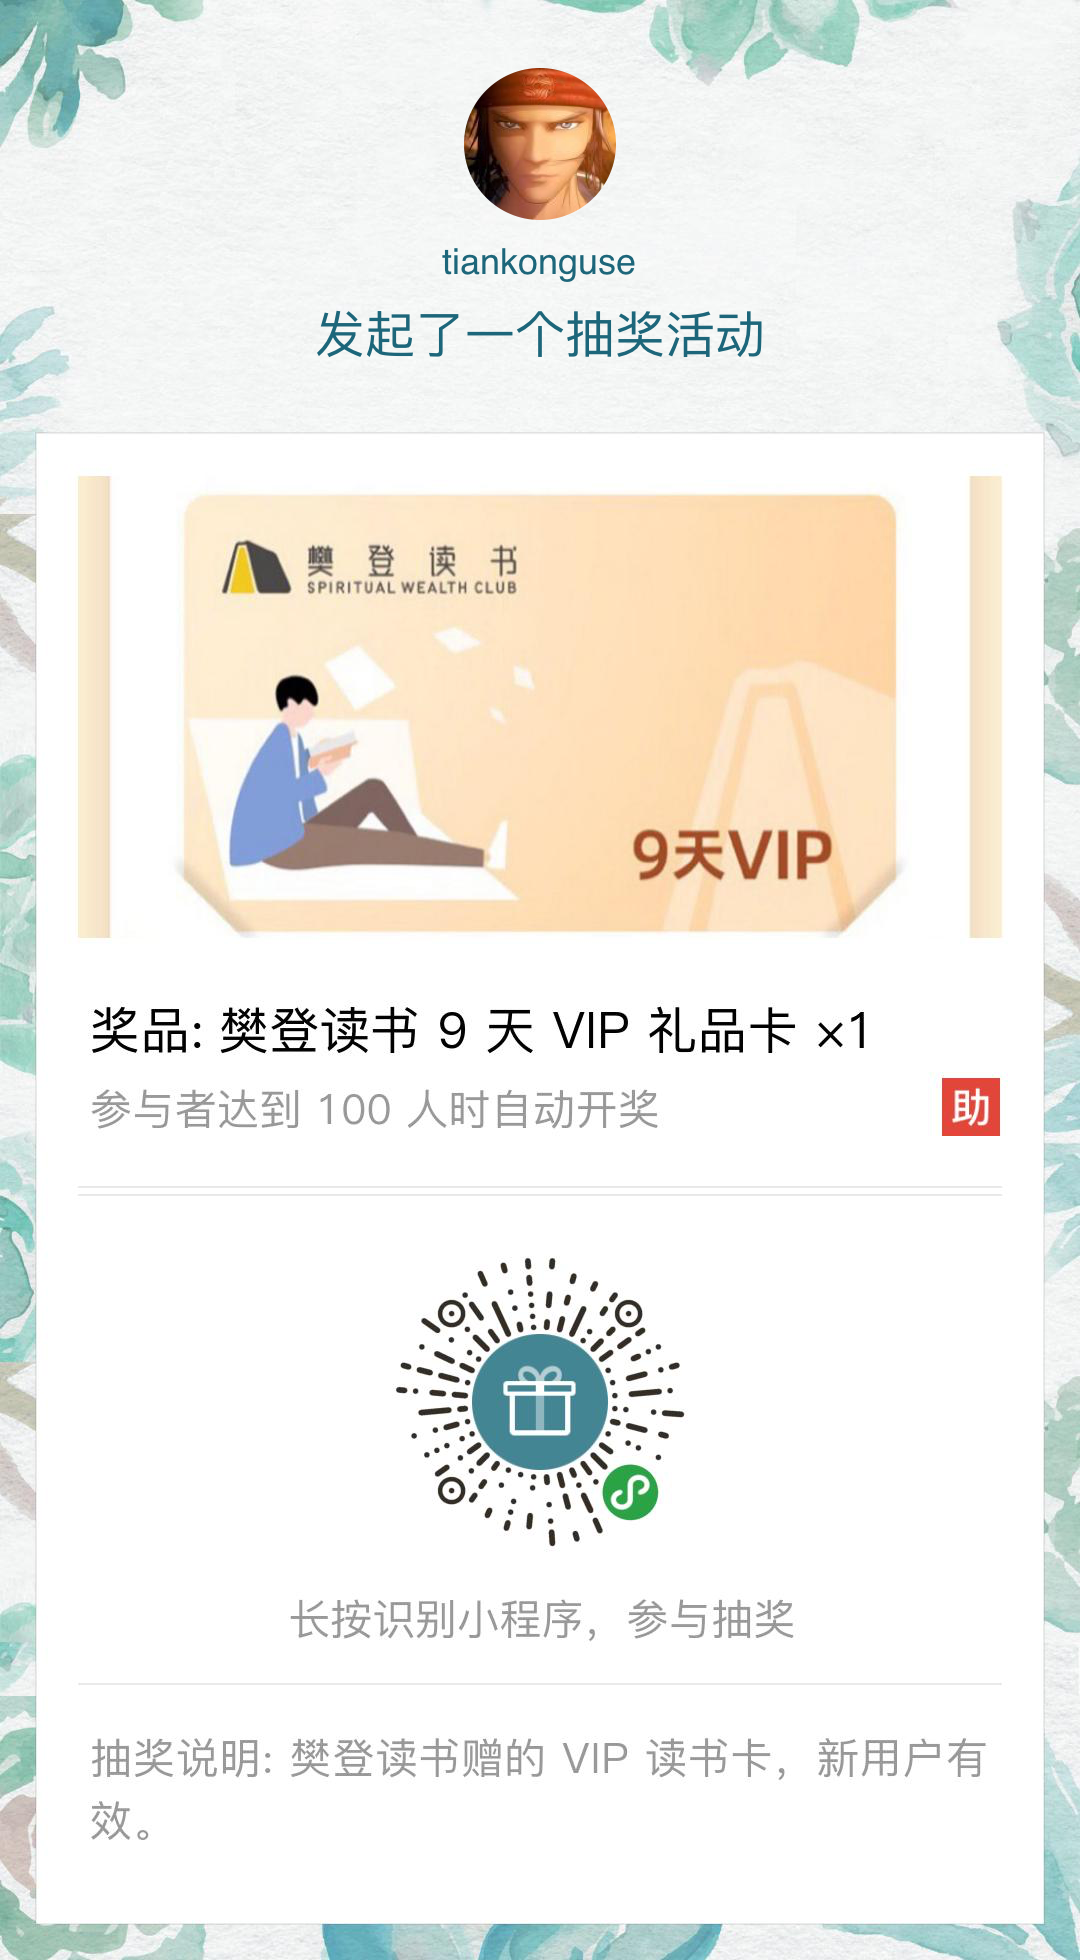 tiankonguse
发起了一个抽奖活动
樊登读书
SPIRITUAL WEALTH CLUB
9天VIP
奖品: 樊登读书 9 天 VIP 礼品卡 ×1
参与者达到 100 人时自动开奖
助
长按识别小程序，参与抽奖
抽奖说明: 樊登读书赠的 VIP 读书卡，新用户有
效。